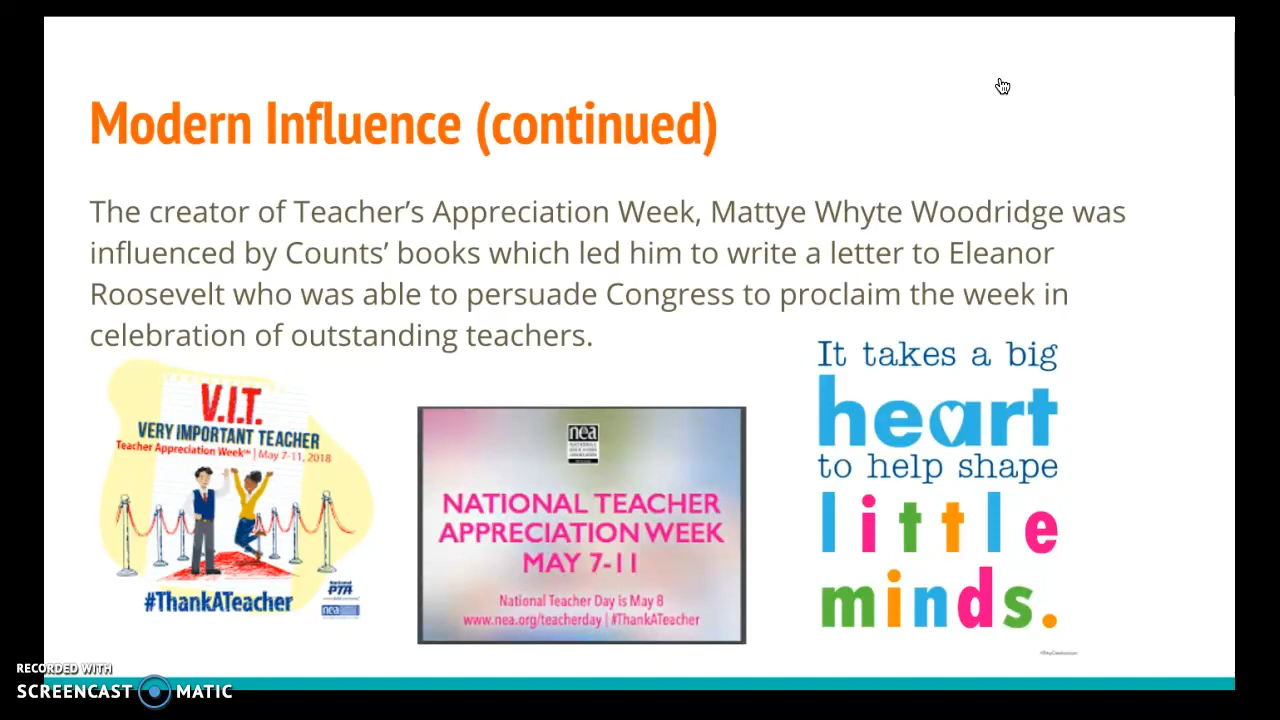 Modern Influence (continued)
The creator of Teacher’s Appreciation Week, Mattye Whyte Woodridge was
influenced by Counts’ books which led him to write a letter to Eleanor
Roosevelt who was able to persuade Congress to proclaim the week in
celebration of outstanding teachers.
V.I.T.
VERY IMPORTANT TEACHER
Teacher Appreciation Week | May 7-11, 2018
#ThankATeacher
National
PTA
nea
nea
NATIONAL TEACHER
APPRECIATION WEEK
MAY 7-11
National Teacher Day is May 8
www.nea.org/teacherday | #ThankATeacher
It takes a big
heart
to help shape
little
minds.
RECORDED WITH
SCREENCAST MATIC